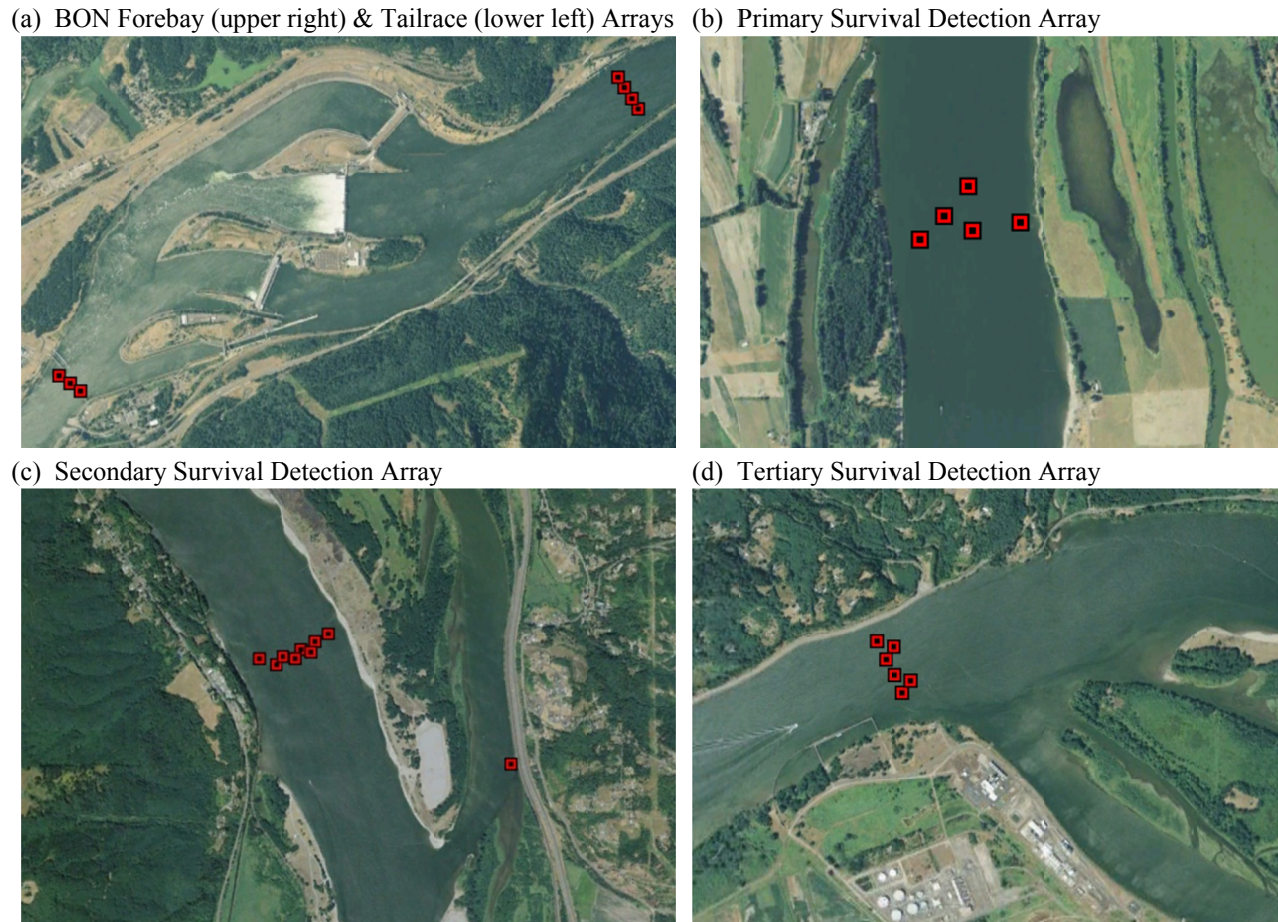 (a) BON Forebay (upper right) & Tailrace (lower left) Arrays
(b) Primary Survival Detection Array
(c) Secondary Survival Detection Array
(d) Tertiary Survival Detection Array